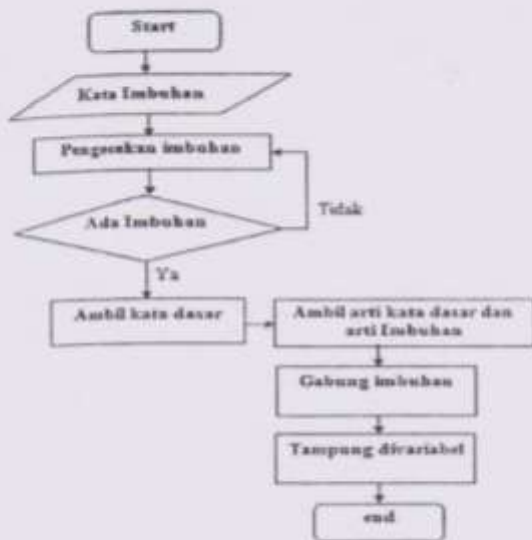 Start
Kata Imbuhan
Pengecekan imbuhan
Ada Imbuhan
Tidak
Ya
Ambil kata dasar
Ambil arti kata dasar dan
arti Imbuhan
Gabung imbuhan
Tampung divariabel
end